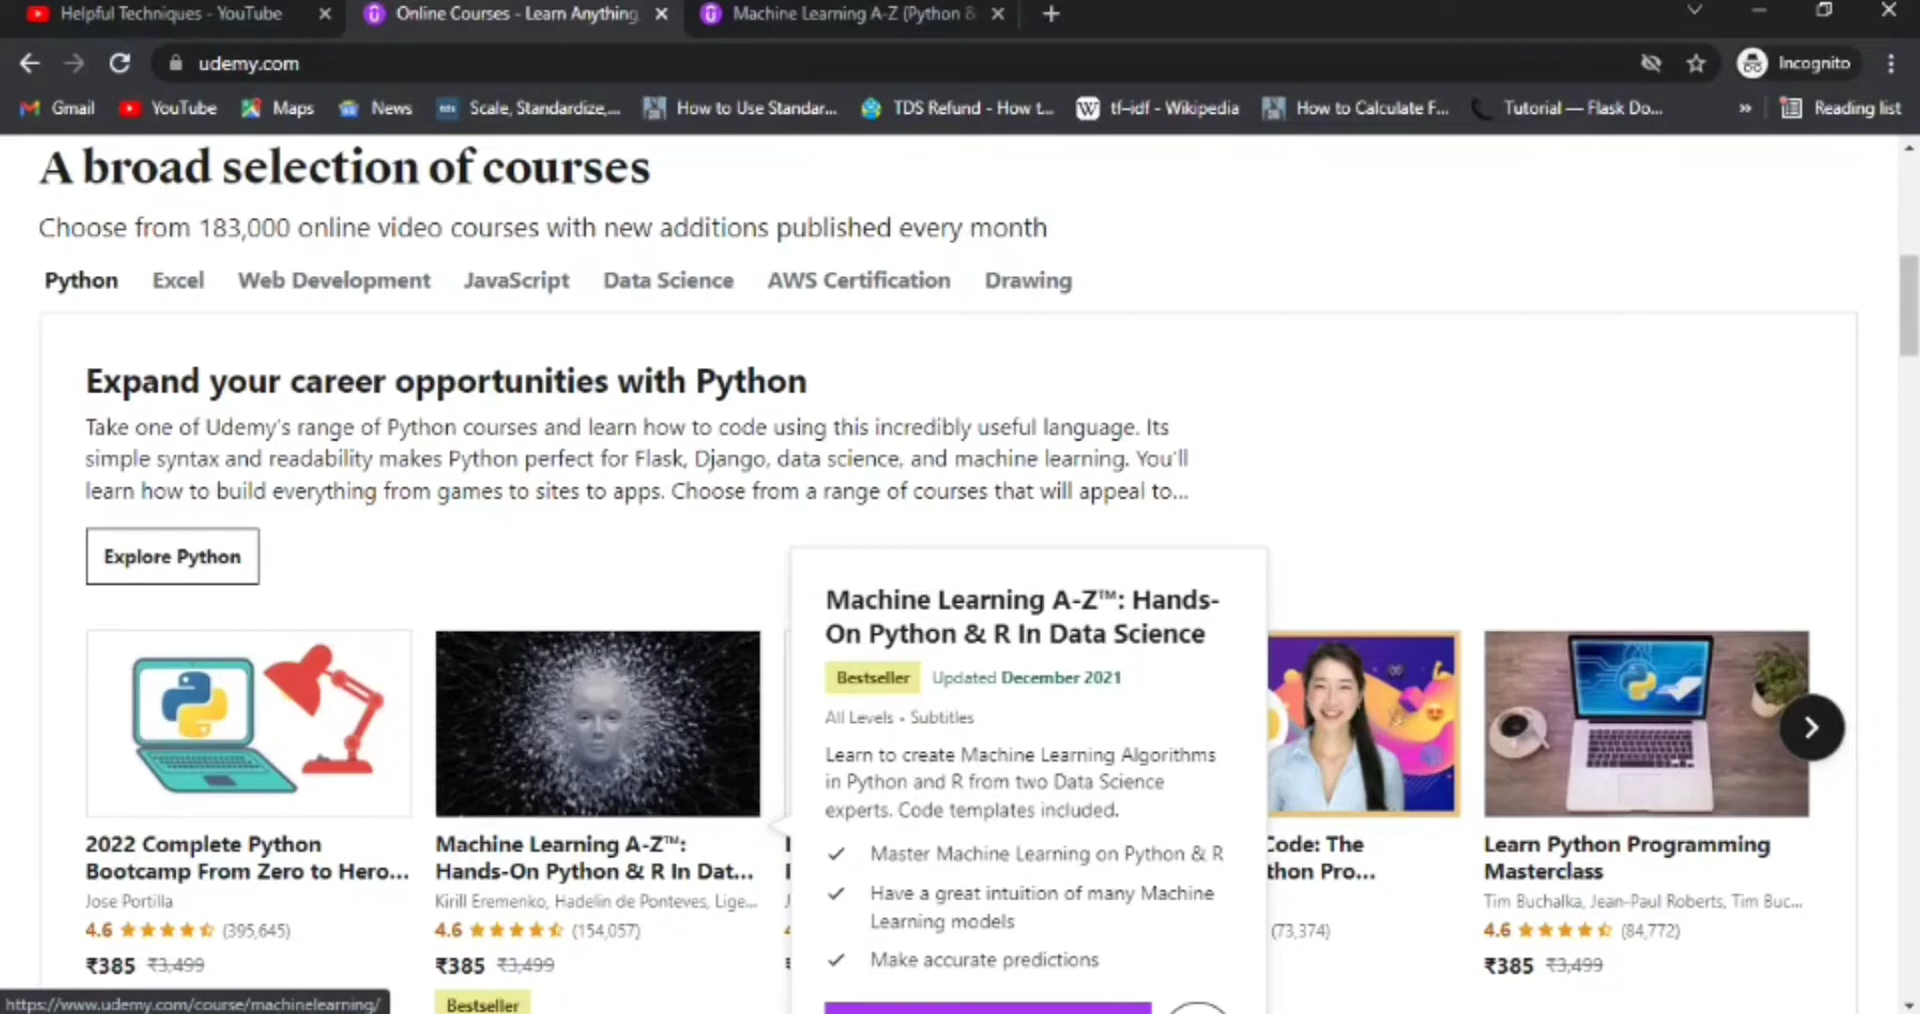 Helpful Techniques - YouTube
Online Courses - Learn Anything
Machine Learning A-Z (Python &
udemy.com
Incognito
Gmail
YouTube
Maps
News
Scale, Standardize,...
How to Use Standar...
TDS Refund - How t...
tf–idf - Wikipedia
How to Calculate F...
Tutorial — Flask Do...
»
Reading list
A broad selection of courses
Choose from 183,000 online video courses with new additions published every month
Python Excel Web Development JavaScript Data Science AWS Certification Drawing
Expand your career opportunities with Python
Take one of Udemy's range of Python courses and learn how to code using this incredibly useful language. Its
simple syntax and readability makes Python perfect for Flask, Django, data science, and machine learning. You'll
learn how to build everything from games to sites to apps. Choose from a range of courses that will appeal to...
Explore Python
2022 Complete Python
Bootcamp From Zero to Hero...
Jose Portilla
4.6 (395,645)
₹385 ₹3,499
Machine Learning A-Z™:
Hands-On Python & R In Dat...
Kirill Eremenko, Hadelin de Ponteves, Lige...
4.6 (154,057)
₹385 ₹3,499
Bestseller
Machine Learning A-Z™: Hands-
On Python & R In Data Science
Bestseller Updated December 2021
All Levels • Subtitles
Learn to create Machine Learning Algorithms
in Python and R from two Data Science
experts. Code templates included.
Master Machine Learning on Python & R
Have a great intuition of many Machine
Learning models
Make accurate predictions
Code: The
thon Pro...
(73,374)
Learn Python Programming
Masterclass
Tim Buchalka, Jean-Paul Roberts, Tim Buc...
4.6 (84,772)
₹385 ₹3,499
https://www.udemy.com/course/machinelearning/